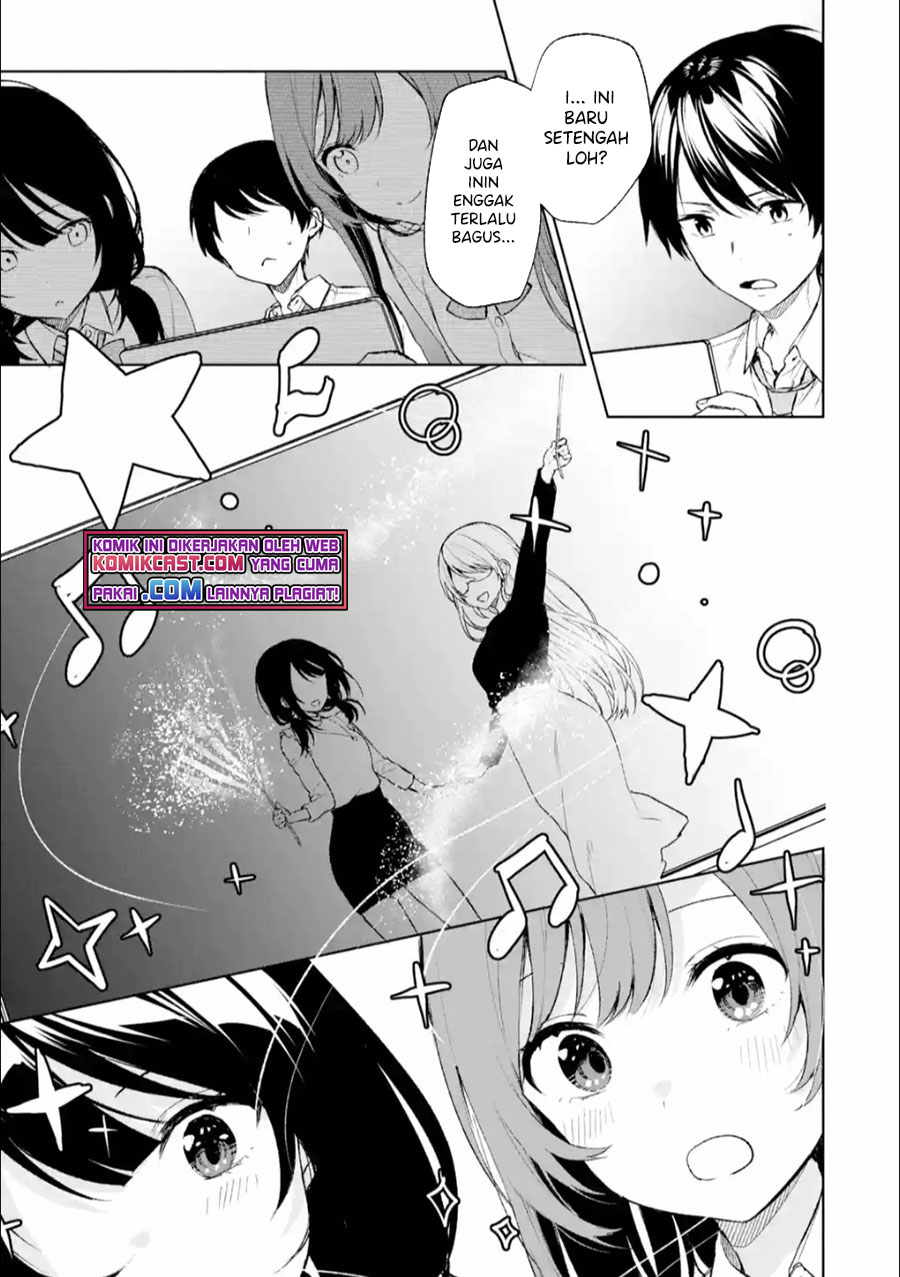 I... INI
BARU
SETENGAH
LOH?
DAN
JUGA
ININ
ENGGAK
TERLALU
BAGUS...
KOMIK INI DIKERJAKAN OLEH WEB
KOMIKCAST.COM YANG CUMA
PAKAI .COM LAINNYA PLAGIAT!